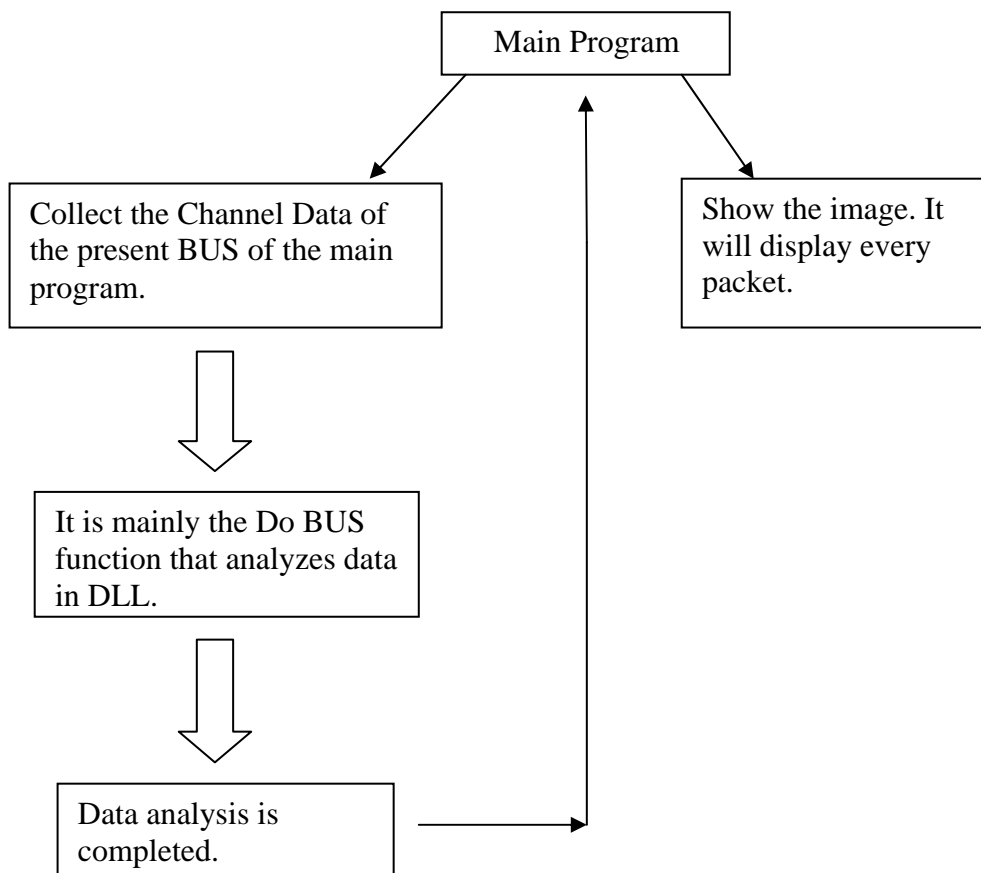 Main Program
Collect the Channel Data of
the present BUS of the main
program.
Show the image. It
will display every
packet.
It is mainly the Do BUS
function that analyzes data
in DLL.
Data analysis is
completed.